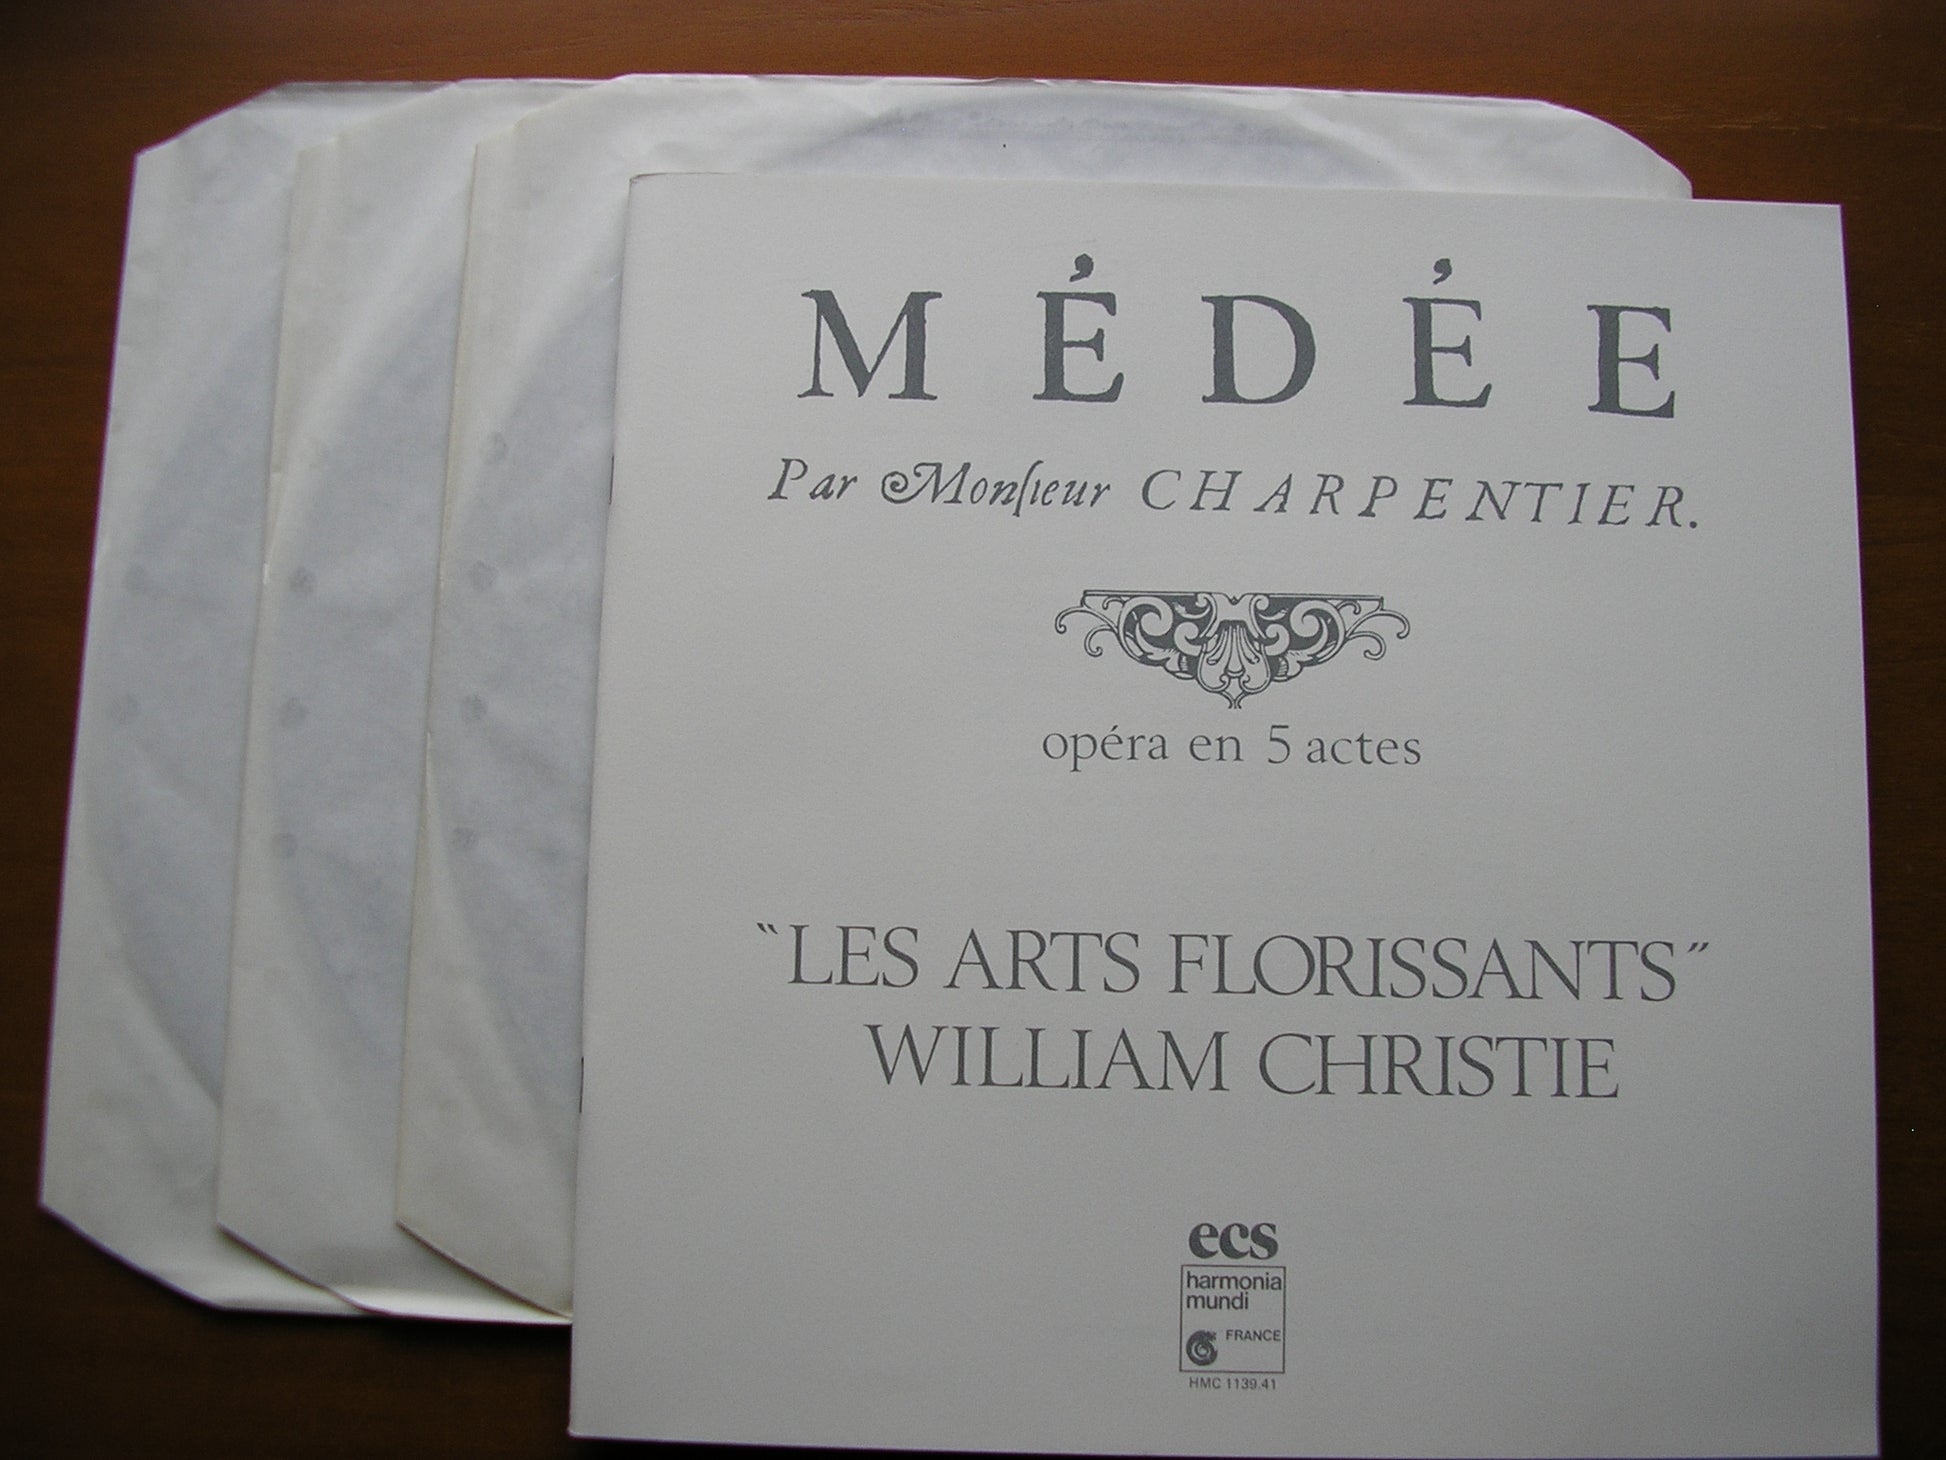 MÉDÉE
Par Monſieur CHARPENTIER.
opéra en 5 actes
"LES ARTS FLORISSANTS"
WILLIAM CHRISTIE
ecs
harmonia
mundi
FRANCE
HMC 1139.41